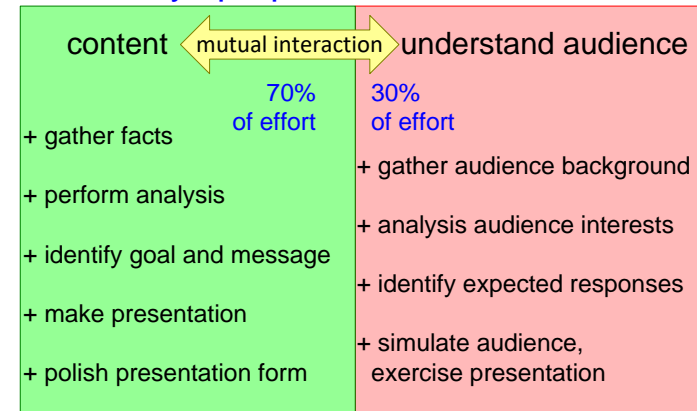 content
mutual interaction
understand audience
70%
of effort
30%
of effort
+ gather facts
+ perform analysis
+ identify goal and message
+ make presentation
+ polish presentation form
+ gather audience background
+ analysis audience interests
+ identify expected responses
+ simulate audience,
exercise presentation